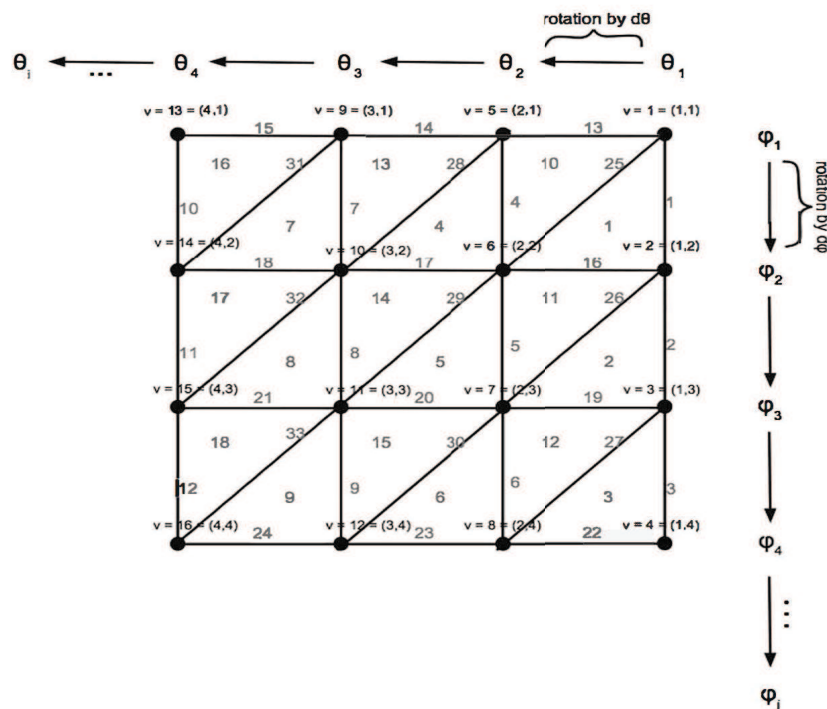 rotation by dθ
θi ... θ4 θ3 θ2 θ1
v = 13 = (4,1) v = 9 = (3,1) v = 5 = (2,1) v = 1 = (1,1)
15 14 13
φ1
16 31 13 28 10 25
rotation by dφ
10 7 4 1
7 4 1
v = 14 = (4,2) v = 10 = (3,2) v = 6 = (2,2) v = 2 = (1,2)
18 17 16
φ2
17 32 14 29 11 26
11 8 5 2
8 5 2
v = 15 = (4,3) v = 11 = (3,3) v = 7 = (2,3) v = 3 = (1,3)
21 20 19
φ3
18 33 15 30 12 27
12 9 6 3
9 6 3
v = 16 = (4,4) v = 12 = (3,4) v = 8 = (2,4) v = 4 = (1,4)
24 23 22
φ4
...
φj